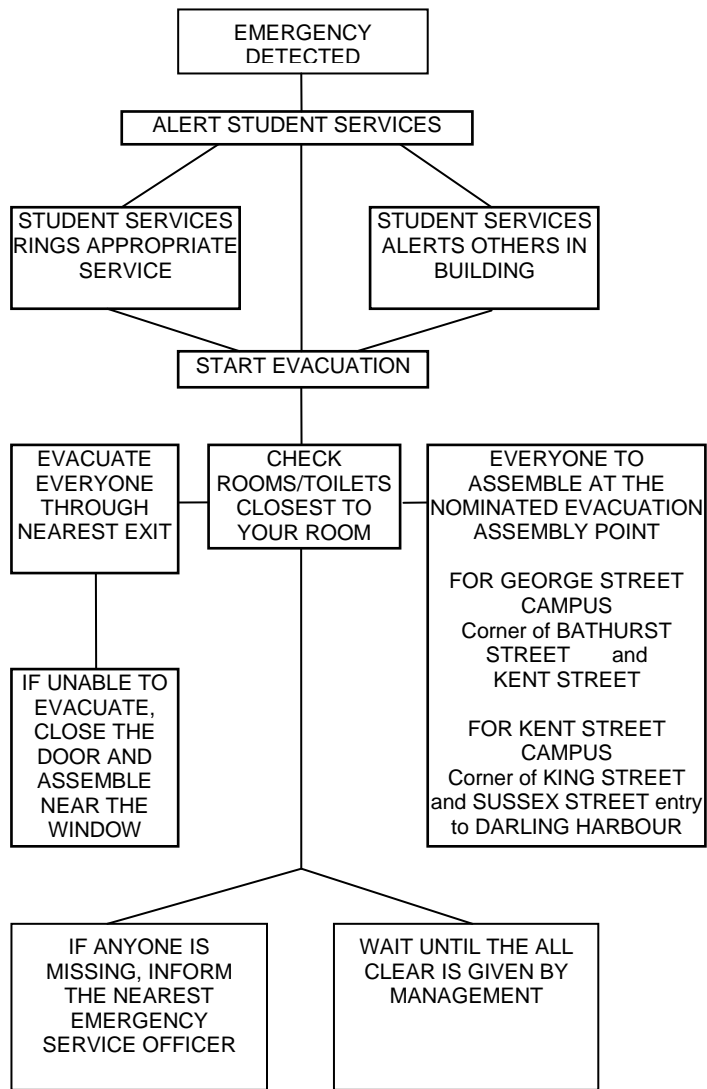 EMERGENCY
DETECTED
ALERT STUDENT SERVICES
STUDENT SERVICES
RINGS APPROPRIATE
SERVICE
STUDENT SERVICES
ALERTS OTHERS IN
BUILDING
START EVACUATION
EVACUATE
EVERYONE
THROUGH
NEAREST EXIT
CHECK
ROOMS/TOILETS
CLOSEST TO
YOUR ROOM
EVERYONE TO
ASSEMBLE AT THE
NOMINATED EVACUATION
ASSEMBLY POINT
FOR GEORGE STREET
CAMPUS
Corner of BATHURST
STREET and
KENT STREET
FOR KENT STREET
CAMPUS
Corner of KING STREET
and SUSSEX STREET entry
to DARLING HARBOUR
IF UNABLE TO
EVACUATE,
CLOSE THE
DOOR AND
ASSEMBLE
NEAR THE
WINDOW
IF ANYONE IS
MISSING, INFORM
THE NEAREST
EMERGENCY
SERVICE OFFICER
WAIT UNTIL THE ALL
CLEAR IS GIVEN BY
MANAGEMENT